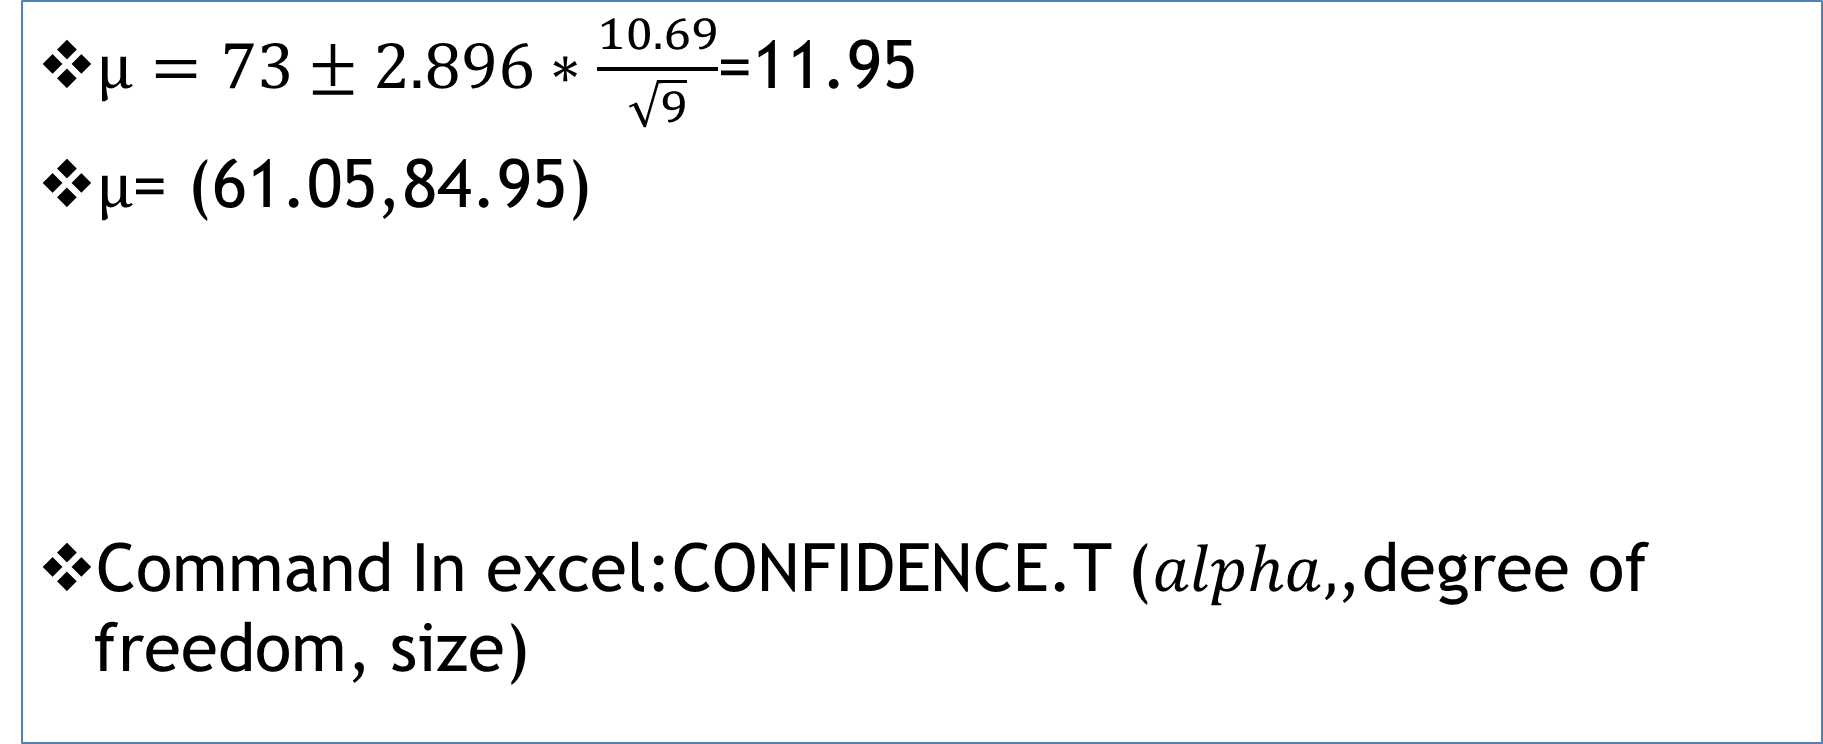 ❖μ = 73 ± 2.896 ∗ 10.69/√9=11.95
❖μ= (61.05,84.95)
❖Command In excel:CONFIDENCE.T (alpha,,degree of
freedom, size)